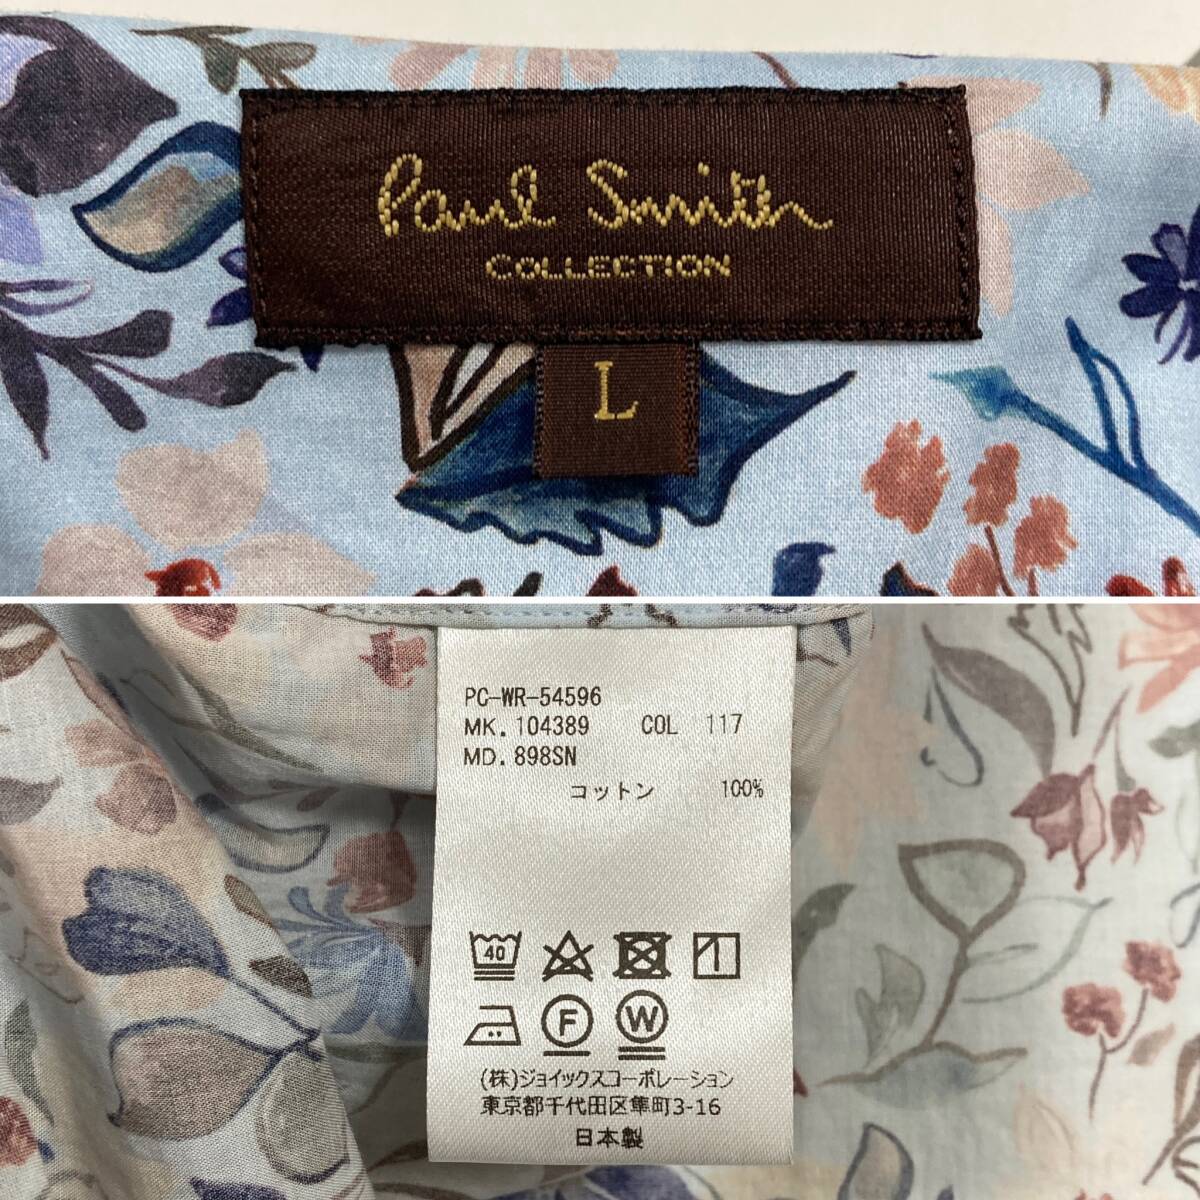 Paul Smith
COLLECTION
L
PC-WR-54596
MK. 104389 COL 117
MD. 898SN
コットン 100%
40
F W
(株)ジョイックスコーポレーション
東京都千代田区隼町3-16
日本製